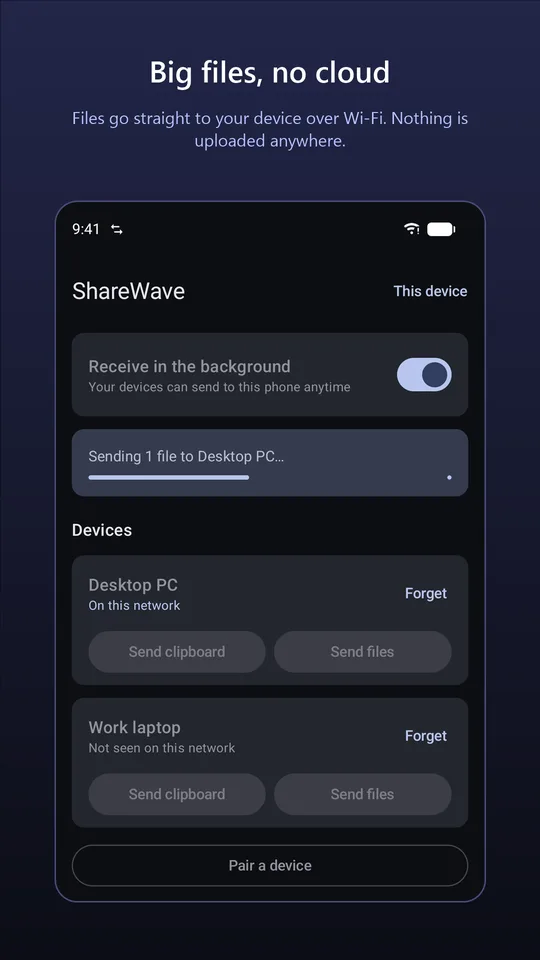 Big files, no cloud
Files go straight to your device over Wi-Fi. Nothing is
uploaded anywhere.
9:41
ShareWave
This device
Receive in the background
Your devices can send to this phone anytime
Sending 1 file to Desktop PC…
Devices
Desktop PC
On this network
Forget
Send clipboard
Send files
Work laptop
Not seen on this network
Forget
Send clipboard
Send files
Pair a device